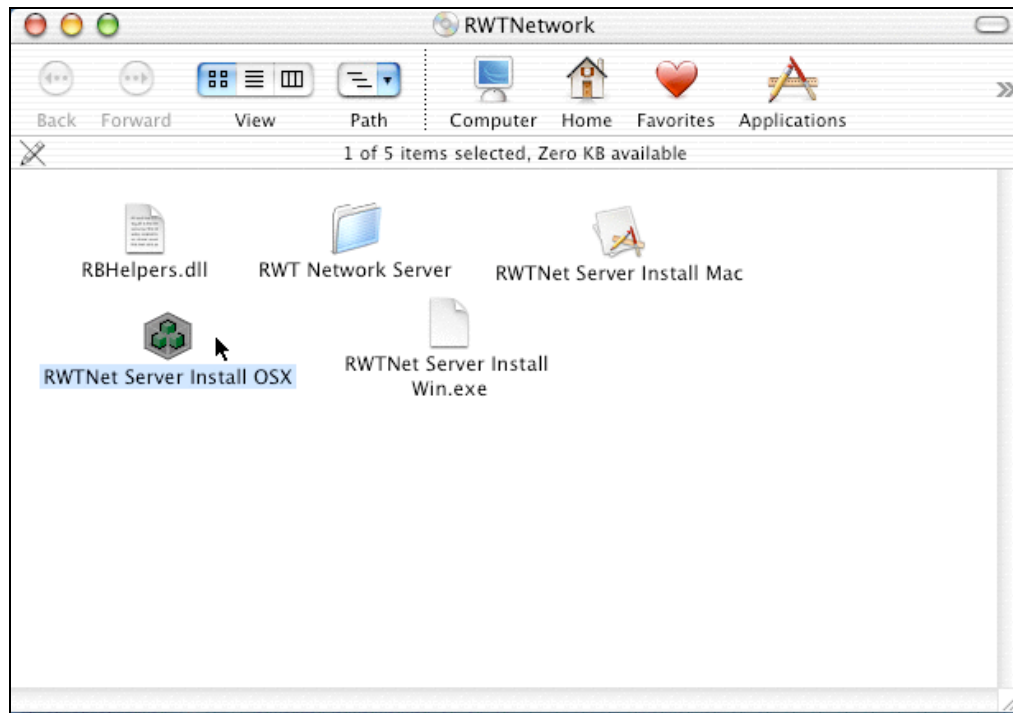 RWTNetwork
Back Forward View Path Computer Home Favorites Applications
1 of 5 items selected, Zero KB available
RBHelpers.dll RWT Network Server RWTNet Server Install Mac
RWTNet Server Install OSX
RWTNet Server Install
Win.exe